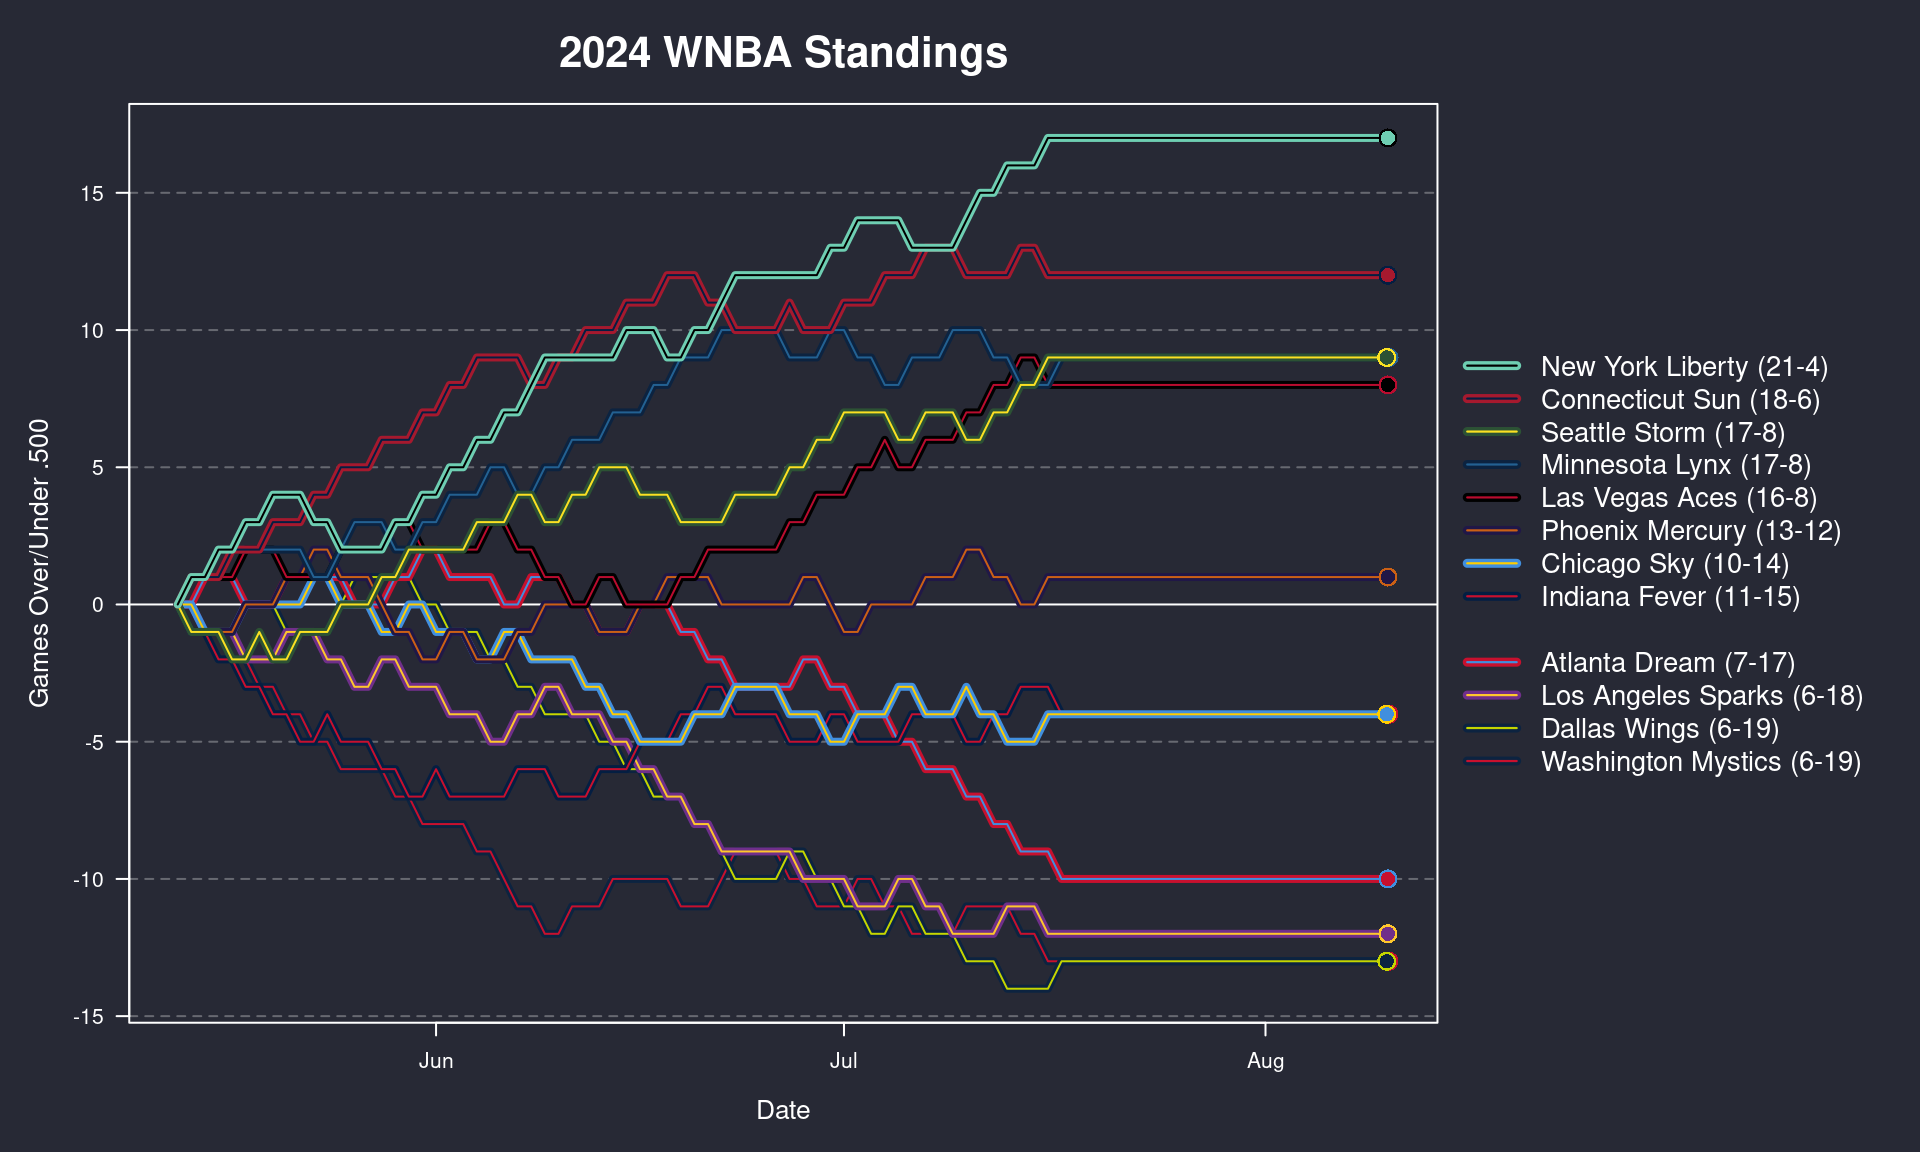 2024 WNBA Standings
Games Over/Under .500
15
10
5
0
-5
-10
-15
Jun
Jul
Aug
Date
New York Liberty (21-4)
Connecticut Sun (18-6)
Seattle Storm (17-8)
Minnesota Lynx (17-8)
Las Vegas Aces (16-8)
Phoenix Mercury (13-12)
Chicago Sky (10-14)
Indiana Fever (11-15)
Atlanta Dream (7-17)
Los Angeles Sparks (6-18)
Dallas Wings (6-19)
Washington Mystics (6-19)